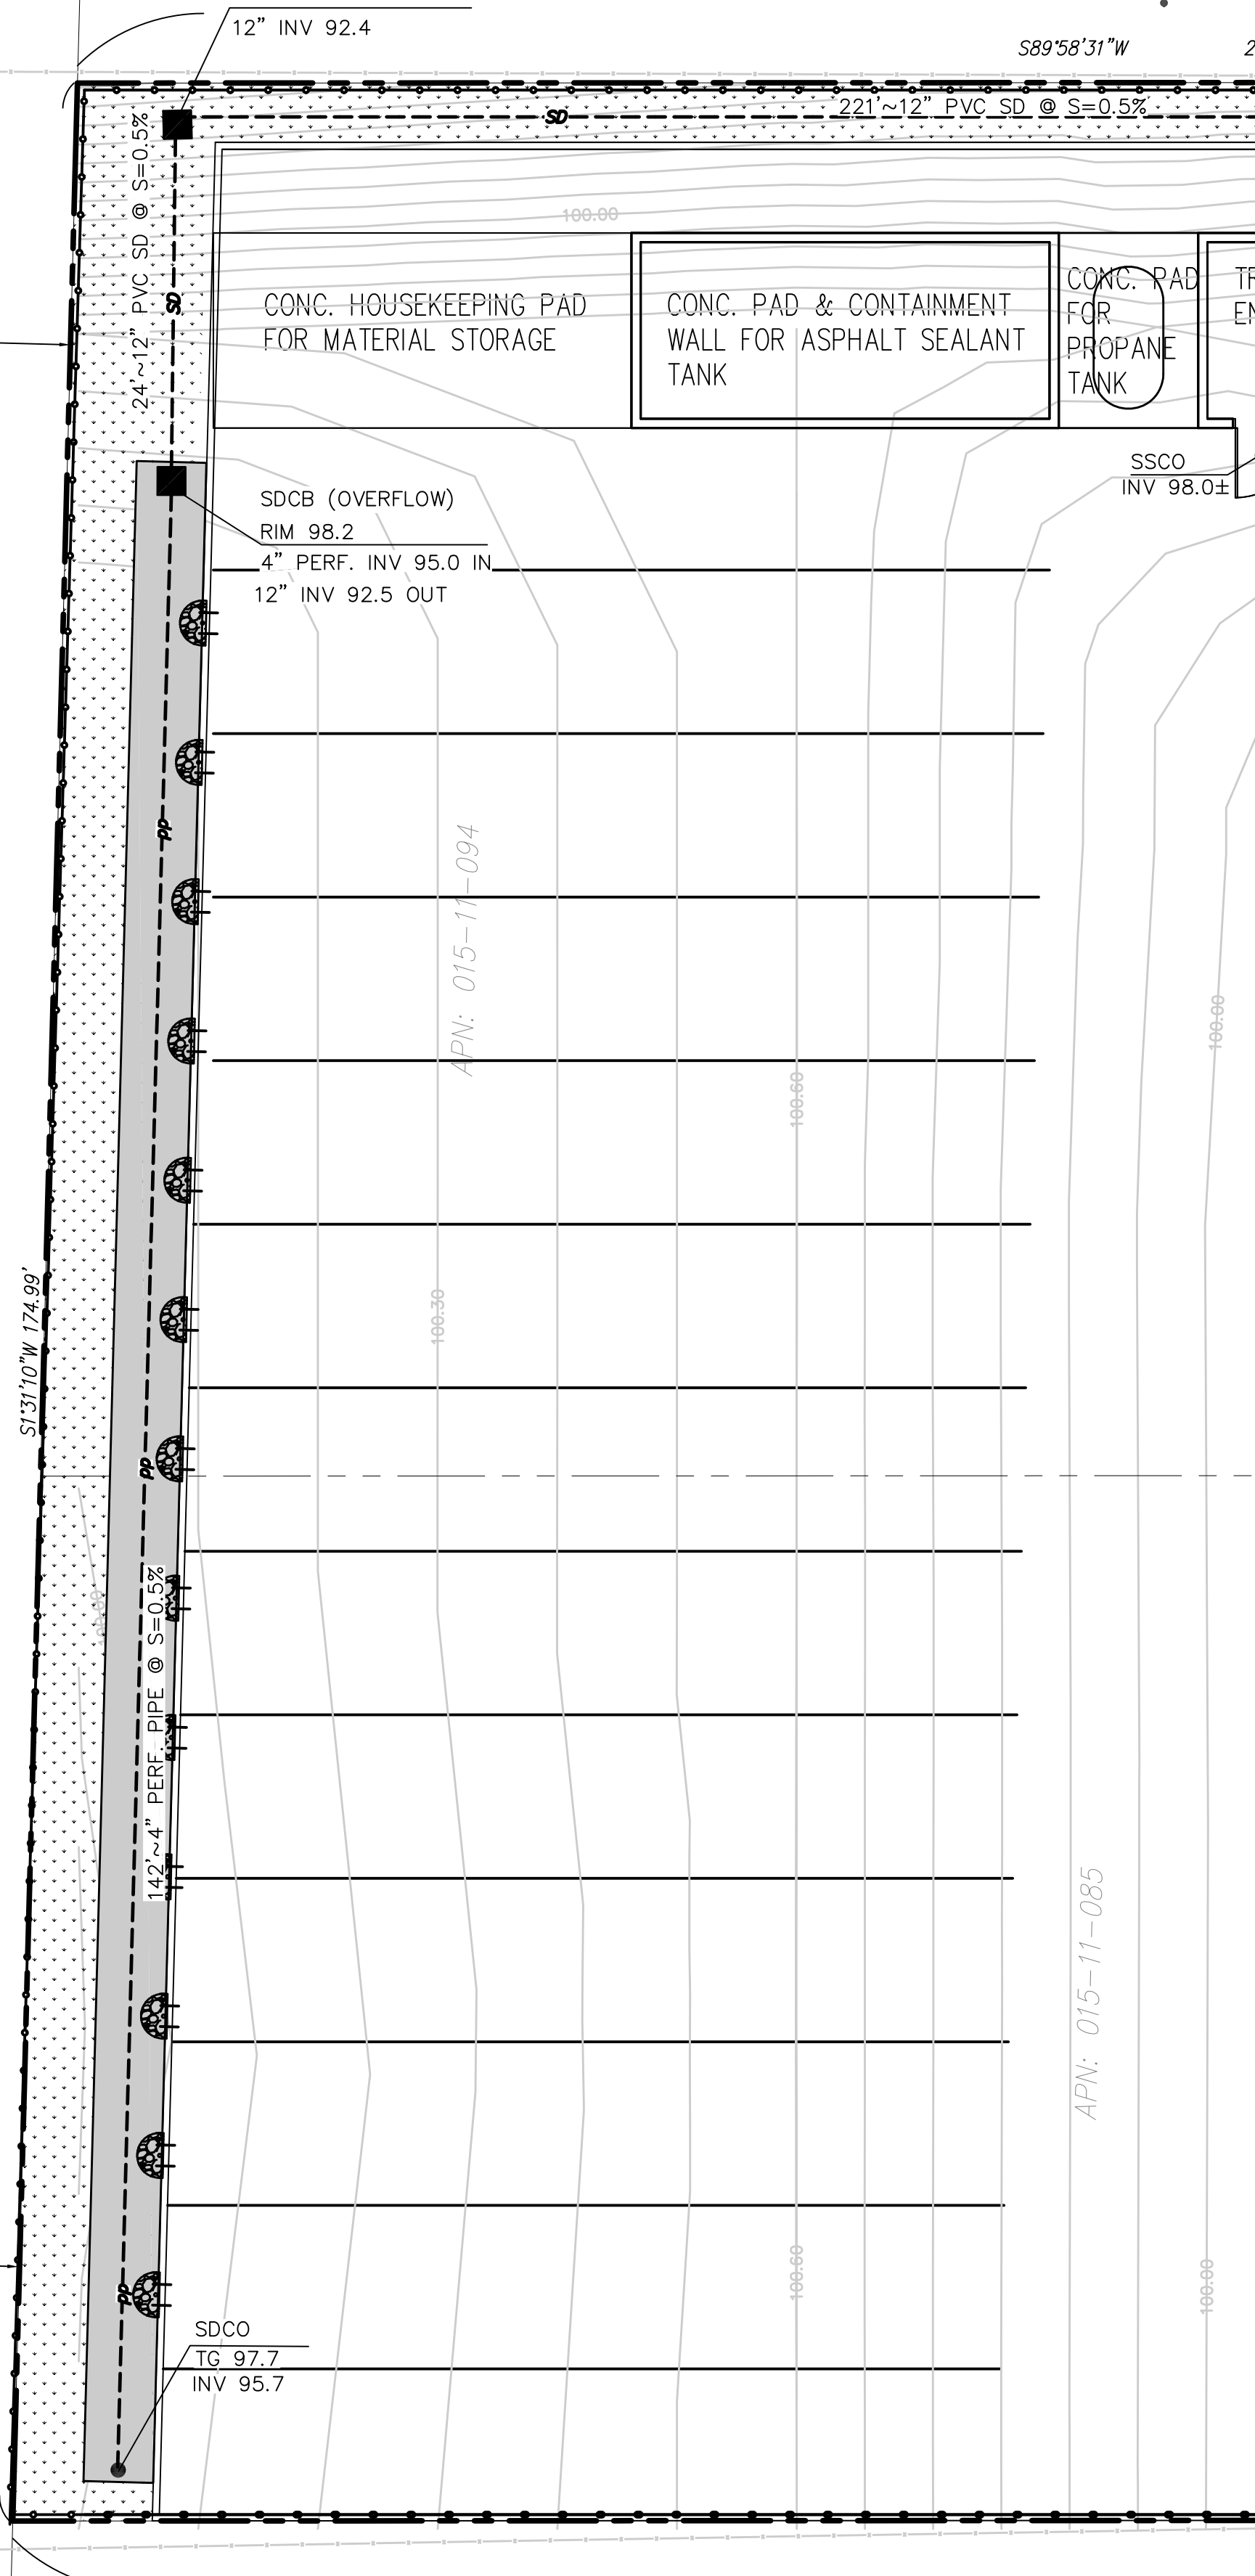 12" INV 92.4
S89°58'31"W
2
221'~12" PVC SD @ S=0.5%
SD
24'~12" PVC SD @ S=0.5%
SD
100.00
CONC. HOUSEKEEPING PAD
FOR MATERIAL STORAGE
CONC. PAD & CONTAINMENT
WALL FOR ASPHALT SEALANT
TANK
CONC. PAD
FOR
PROPANE
TANK
TR
EN
SSCO
INV 98.0±
SDCB (OVERFLOW)
RIM 98.2
4" PERF. INV 95.0 IN
12" INV 92.5 OUT
PP
APN: 015-11-094
100.00
100.60
100.30
S1°31'10"W 174.99'
PP
100.00
142'~4" PERF. PIPE @ S=0.5%
APN: 015-11-085
100.60
100.00
PP
SDCO
TG 97.7
INV 95.7